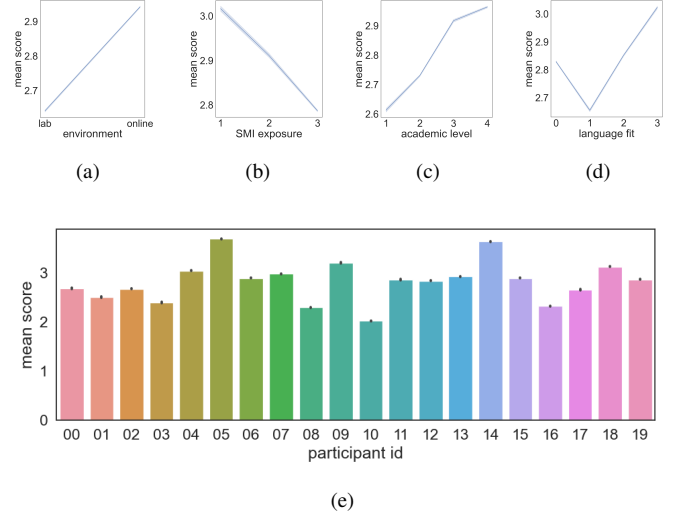 mean score
2.9
2.8
2.7
lab online
environment
(a)
mean score
3.0
2.9
2.8
1 2 3
SMI exposure
(b)
mean score
2.9
2.8
2.7
2.6
1 2 3 4
academic level
(c)
mean score
3.0
2.9
2.8
2.7
0 1 2 3
language fit
(d)
mean score
3
2
1
0
00 01 02 03 04 05 06 07 08 09 10 11 12 13 14 15 16 17 18 19
participant id
(e)